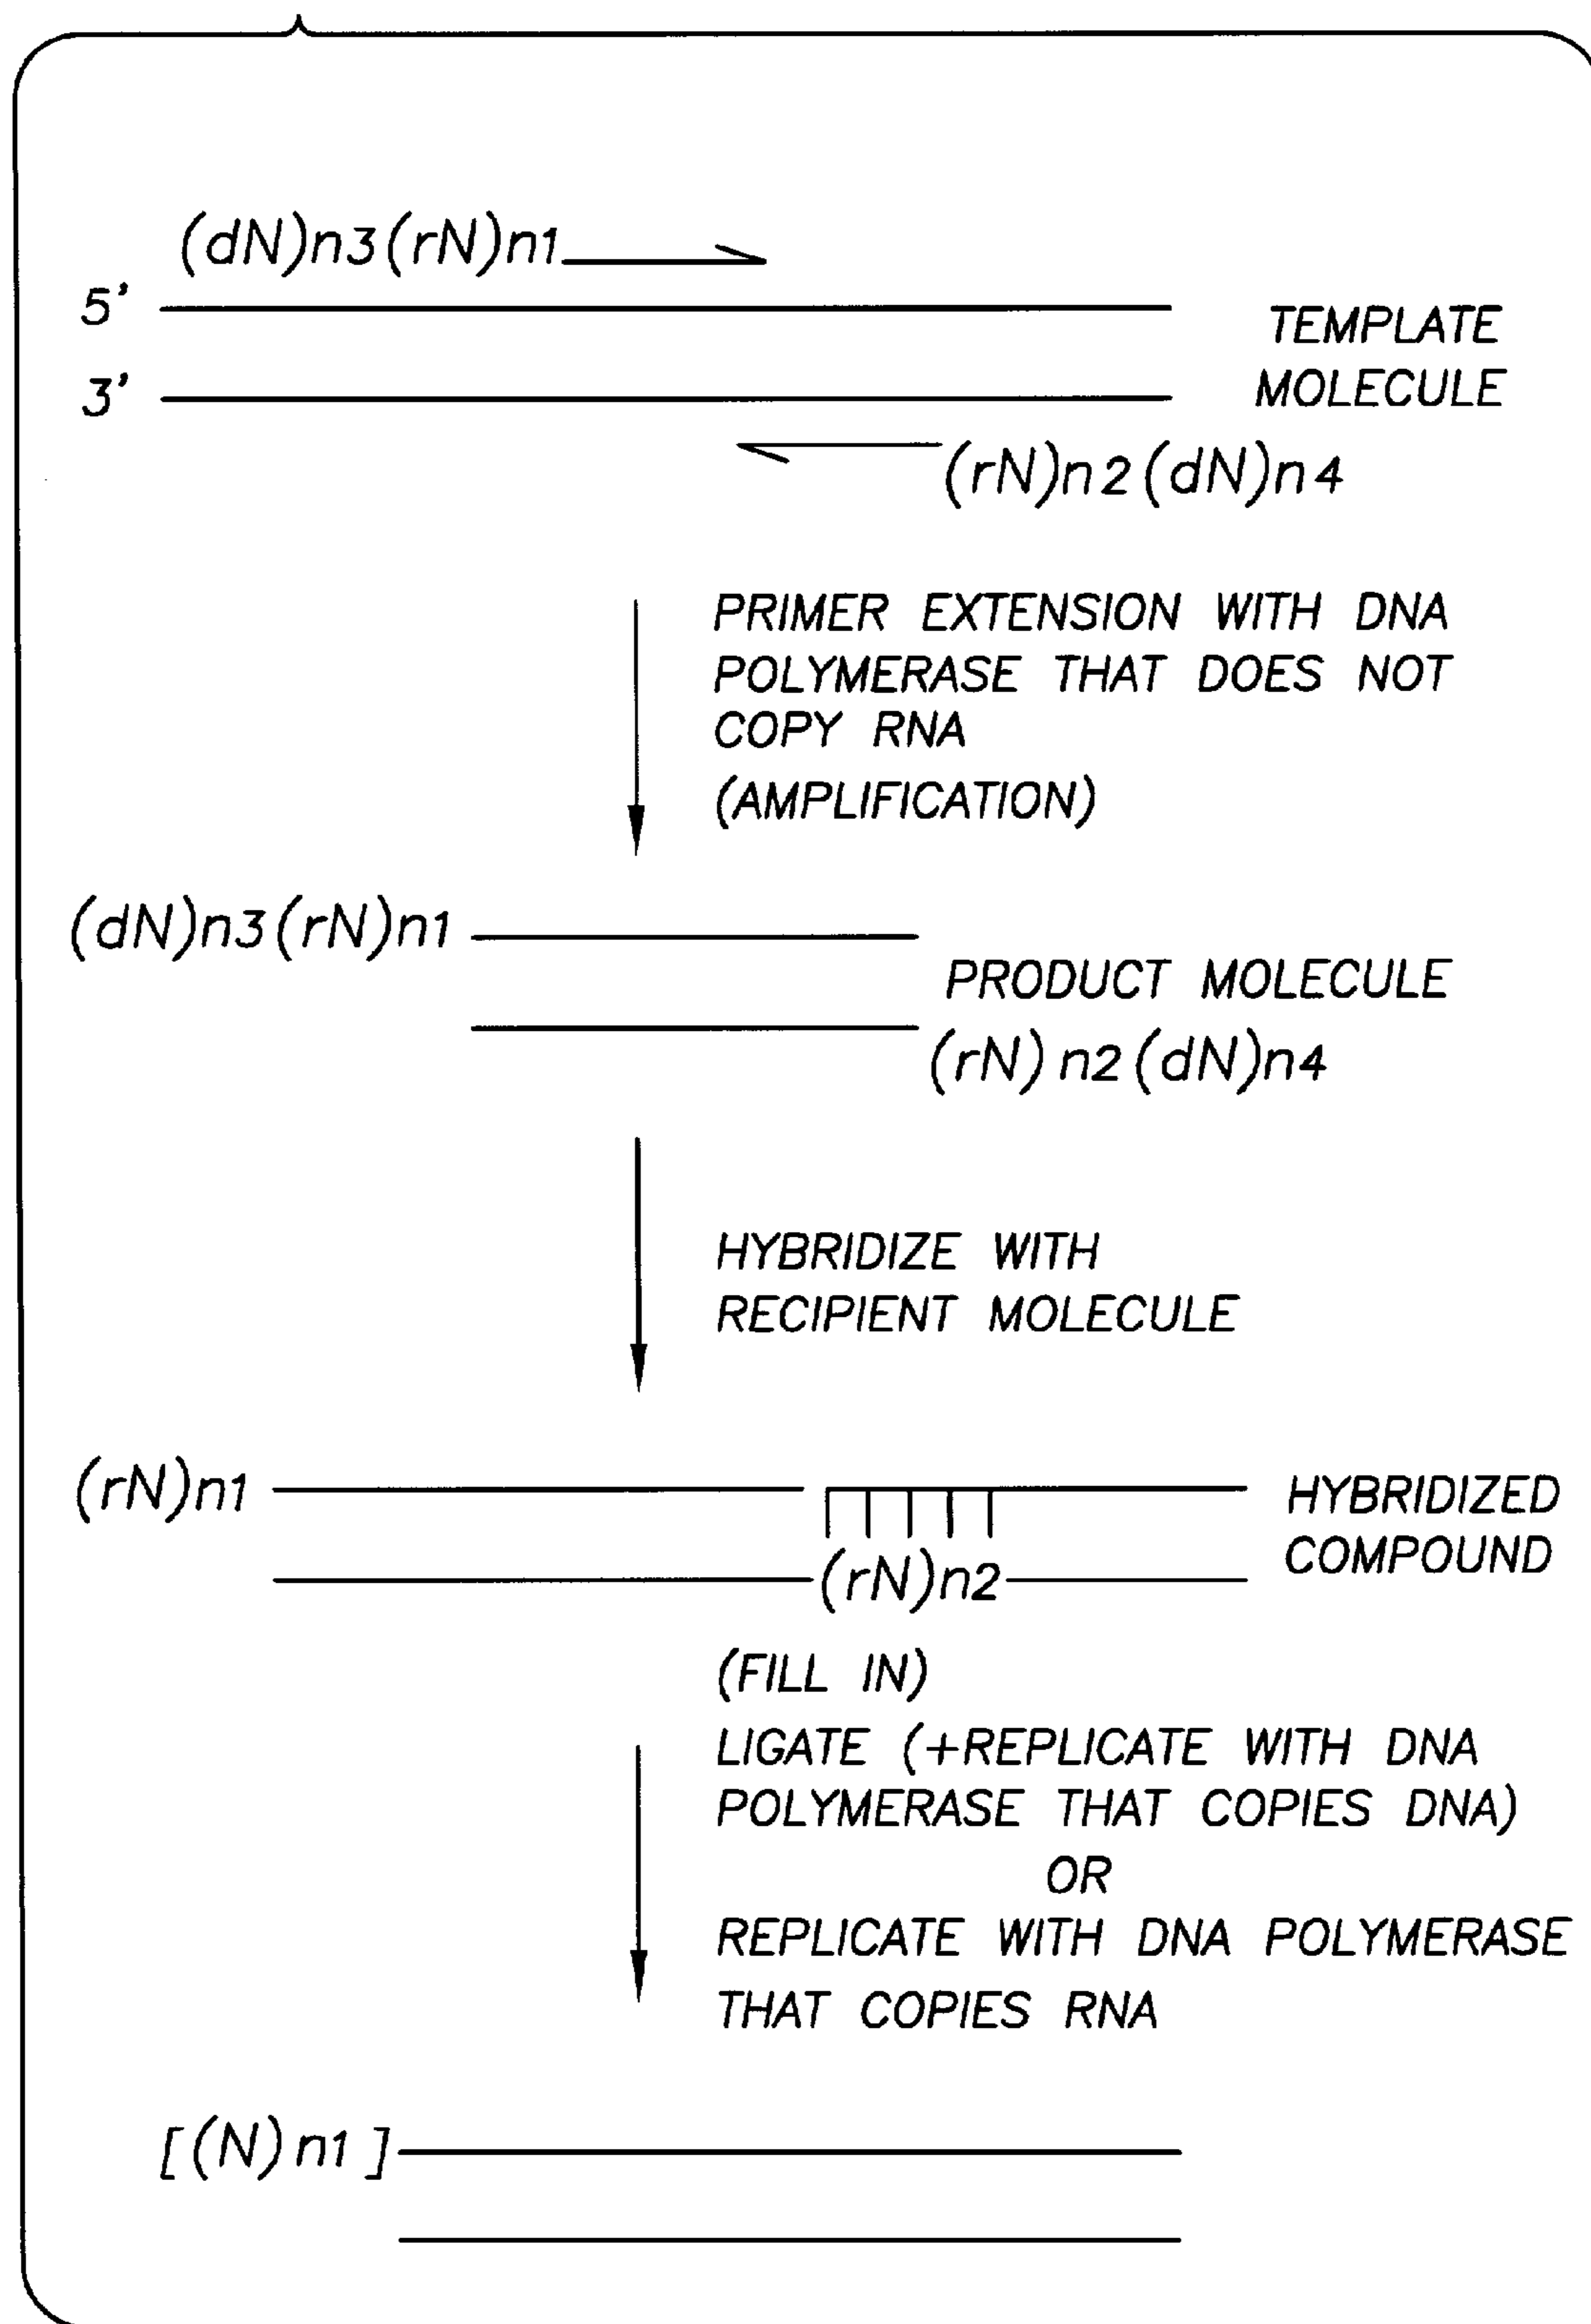 (dN)n3(rN)n1
5'
TEMPLATE
3'
MOLECULE
(rN)n2(dN)n4
PRIMER EXTENSION WITH DNA
POLYMERASE THAT DOES NOT
COPY RNA
(AMPLIFICATION)
(dN)n3(rN)n1
PRODUCT MOLECULE
(rN)n2(dN)n4
HYBRIDIZE WITH
RECIPIENT MOLECULE
(rN)n1
HYBRIDIZED
COMPOUND
(rN)n2
(FILL IN)
LIGATE (+REPLICATE WITH DNA
POLYMERASE THAT COPIES DNA)
OR
REPLICATE WITH DNA POLYMERASE
THAT COPIES RNA
[(N)n1]